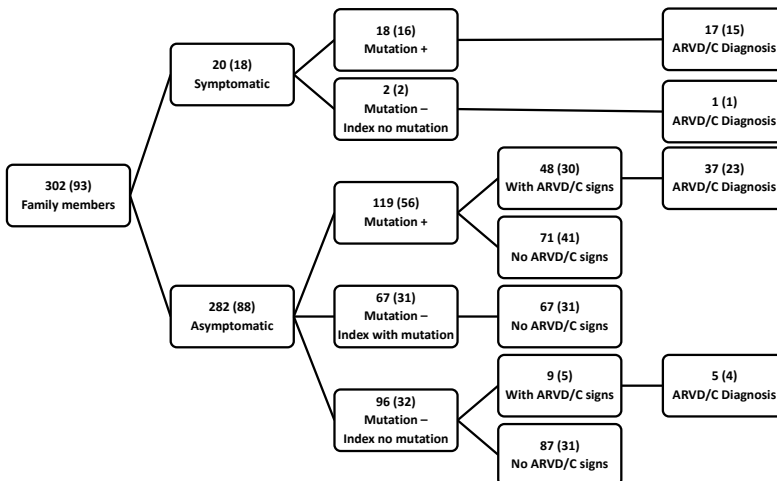 302 (93)
Family members
20 (18)
Symptomatic
18 (16)
Mutation +
17 (15)
ARVD/C Diagnosis
2 (2)
Mutation –
Index no mutation
1 (1)
ARVD/C Diagnosis
282 (88)
Asymptomatic
119 (56)
Mutation +
48 (30)
With ARVD/C signs
37 (23)
ARVD/C Diagnosis
71 (41)
No ARVD/C signs
67 (31)
Mutation –
Index with mutation
67 (31)
No ARVD/C signs
96 (32)
Mutation –
Index no mutation
9 (5)
With ARVD/C signs
5 (4)
ARVD/C Diagnosis
87 (31)
No ARVD/C signs